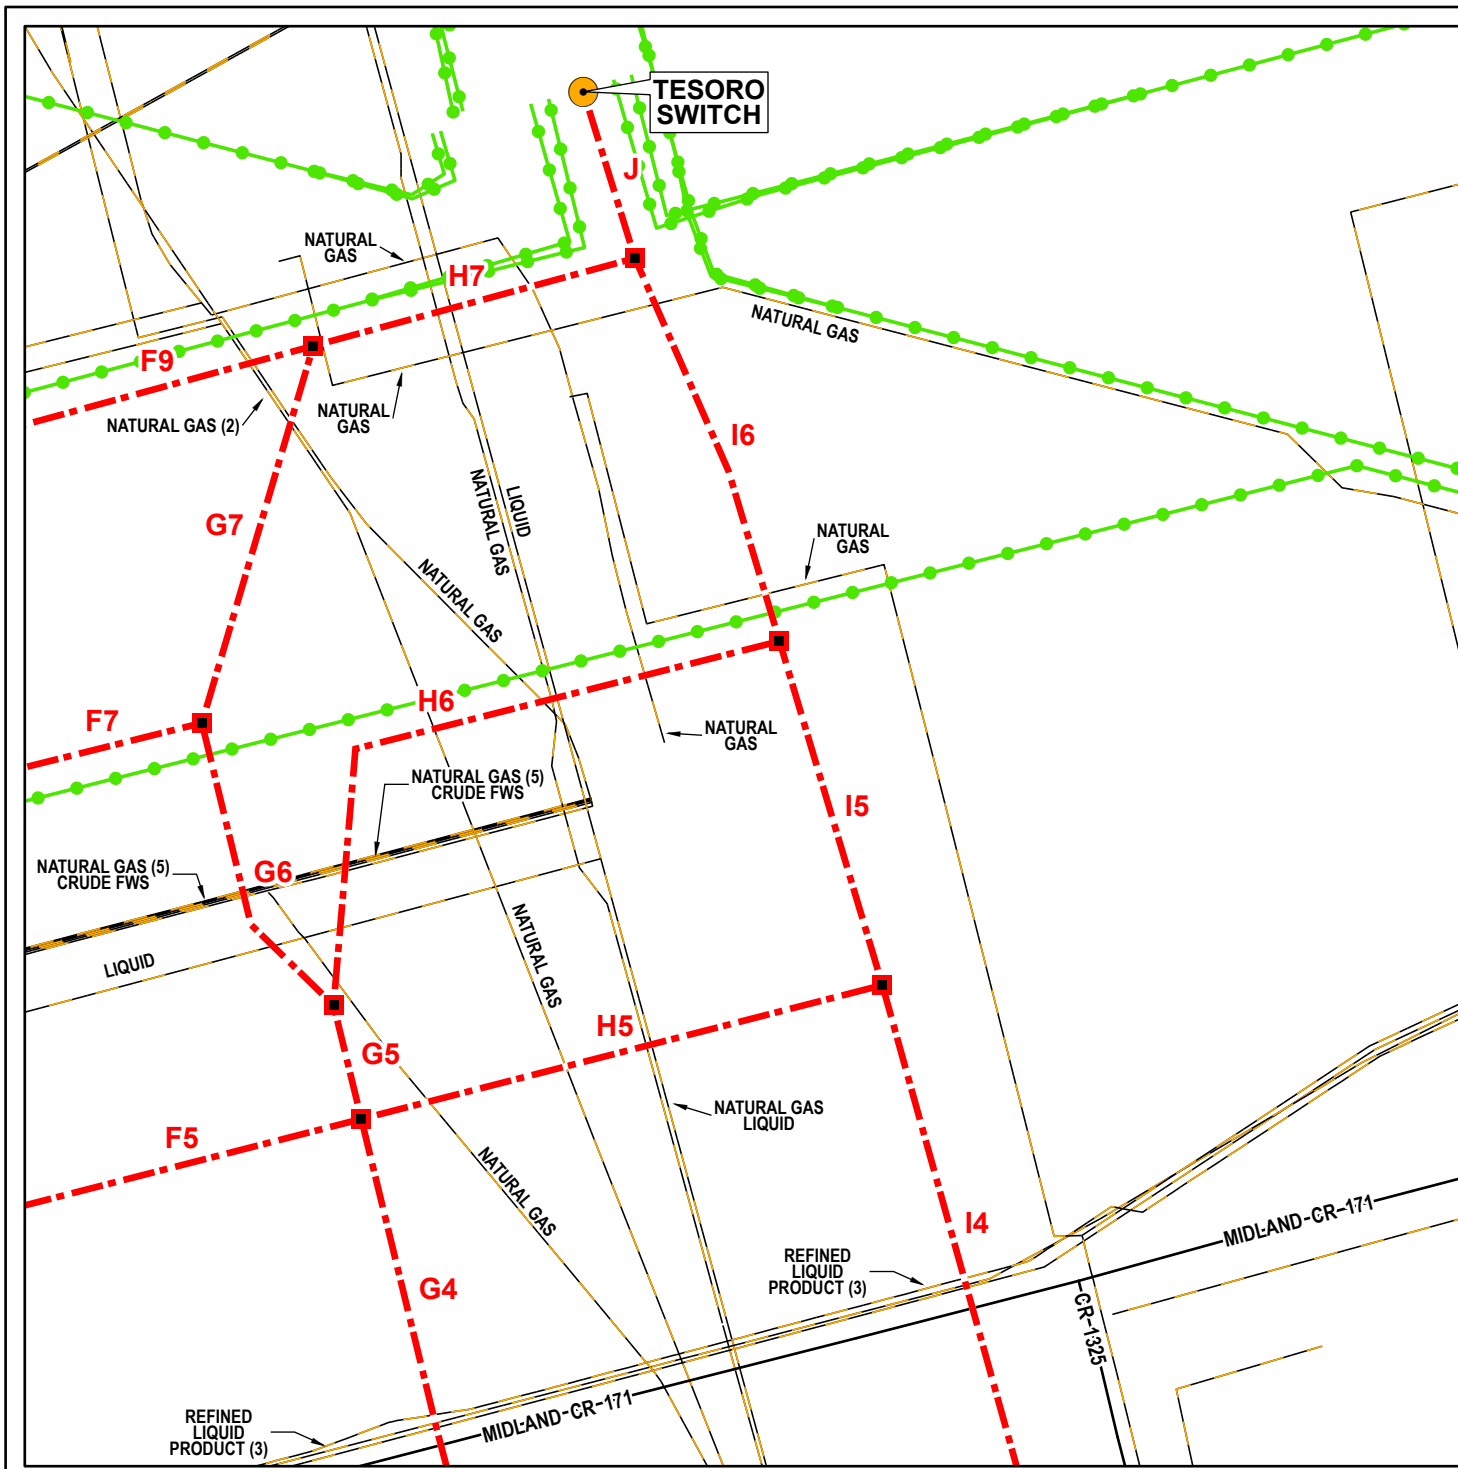 TESORO
SWITCH
J
NATURAL
GAS
H7
NATURAL GAS
F9
NATURAL GAS (2)
NATURAL
GAS
I6
G7
LIQUID
NATURAL GAS
NATURAL
GAS
NATURAL GAS
H6
F7
NATURAL
GAS
NATURAL GAS (5)
CRUDE FWS
I5
NATURAL GAS (5)
CRUDE FWS
G6
NATURAL GAS
LIQUID
H5
G5
NATURAL GAS
LIQUID
F5
NATURAL GAS
I4
MIDLAND-CR-171
REFINED
LIQUID
PRODUCT (3)
G4
CR-1325
MIDLAND-CR-171
REFINED
LIQUID
PRODUCT (3)